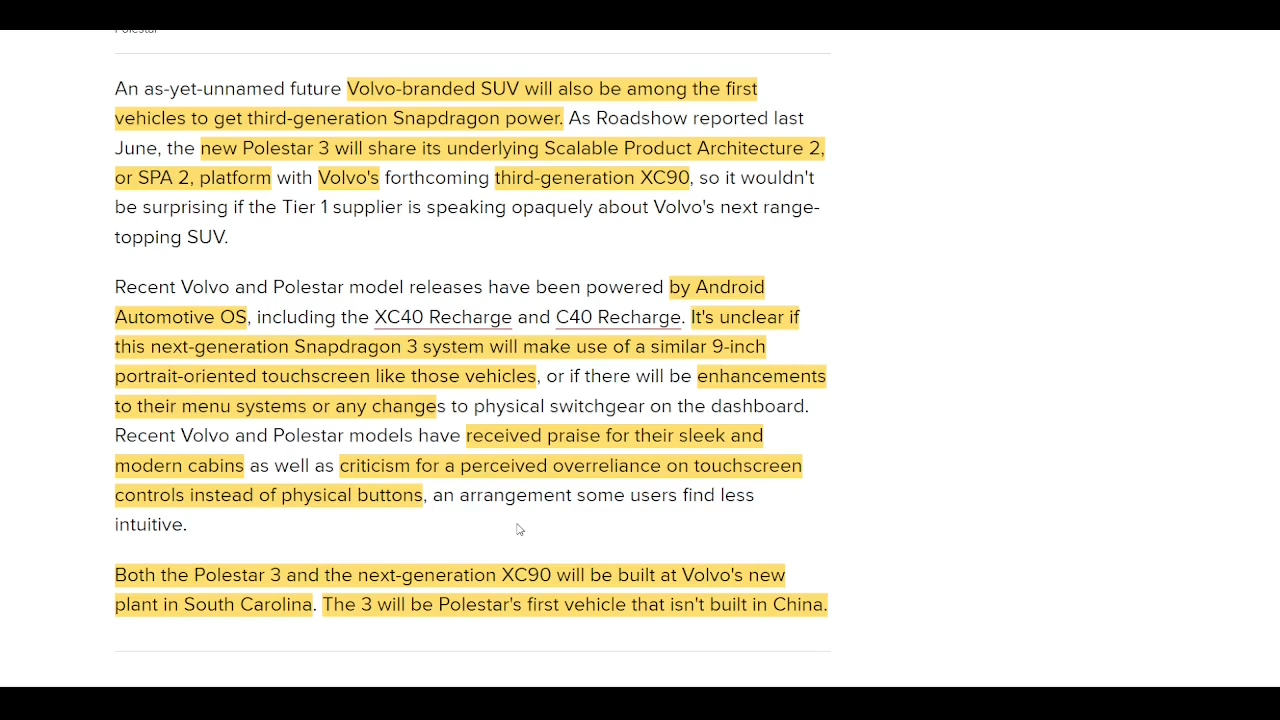 Polestar
An as-yet-unnamed future Volvo-branded SUV will also be among the first
vehicles to get third-generation Snapdragon power. As Roadshow reported last
June, the new Polestar 3 will share its underlying Scalable Product Architecture 2,
or SPA 2, platform with Volvo's forthcoming third-generation XC90, so it wouldn't
be surprising if the Tier 1 supplier is speaking opaquely about Volvo's next range-
topping SUV.
Recent Volvo and Polestar model releases have been powered by Android
Automotive OS, including the XC40 Recharge and C40 Recharge. It's unclear if
this next-generation Snapdragon 3 system will make use of a similar 9-inch
portrait-oriented touchscreen like those vehicles, or if there will be enhancements
to their menu systems or any changes to physical switchgear on the dashboard.
Recent Volvo and Polestar models have received praise for their sleek and
modern cabins as well as criticism for a perceived overreliance on touchscreen
controls instead of physical buttons, an arrangement some users find less
intuitive.
Both the Polestar 3 and the next-generation XC90 will be built at Volvo's new
plant in South Carolina. The 3 will be Polestar's first vehicle that isn't built in China.